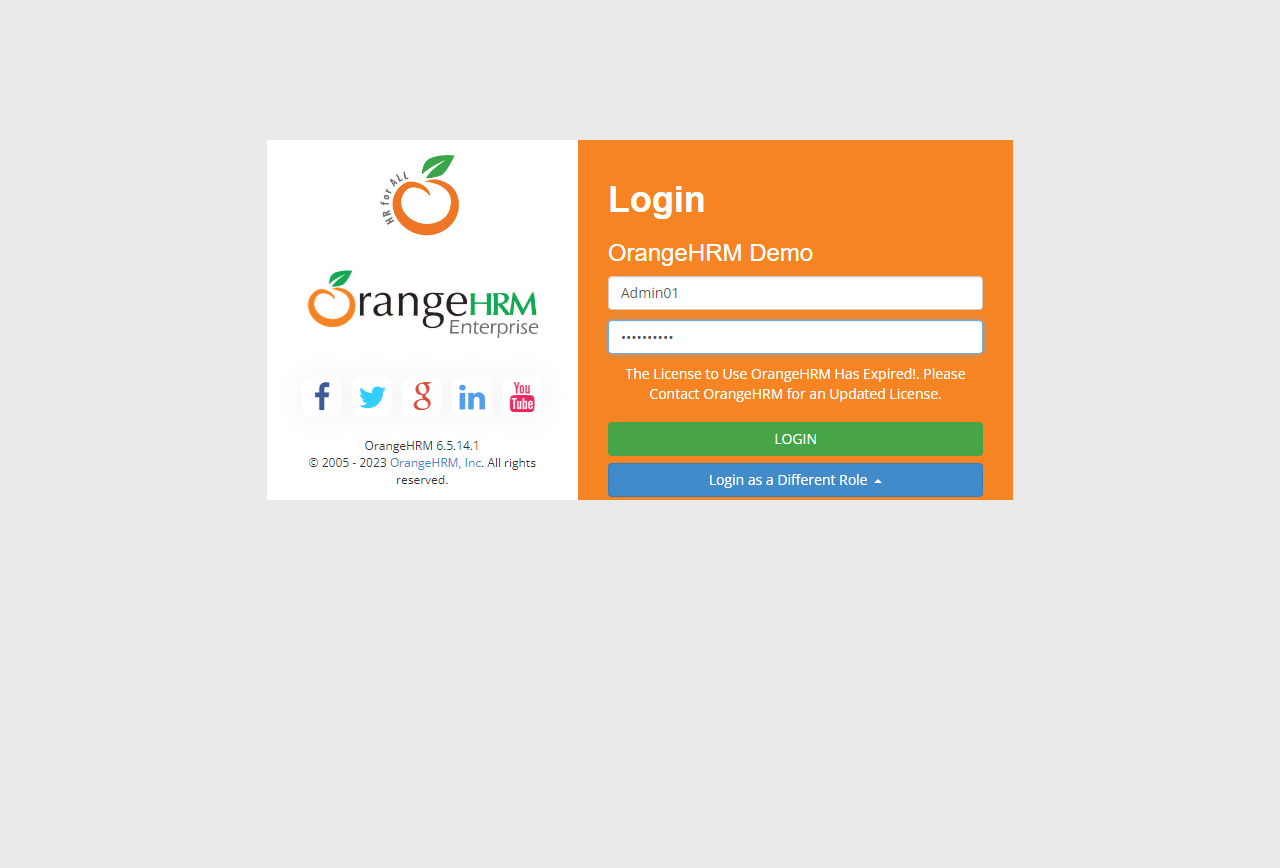 HR for ALL
OrangeHRM
Enterprise
f
g
in
You
Tube
OrangeHRM 6.5.14.1
© 2005 - 2023 OrangeHRM, Inc. All rights
reserved.
Login
OrangeHRM Demo
Admin01
••••••••••
The License to Use OrangeHRM Has Expired!. Please
Contact OrangeHRM for an Updated License.
LOGIN
Login as a Different Role